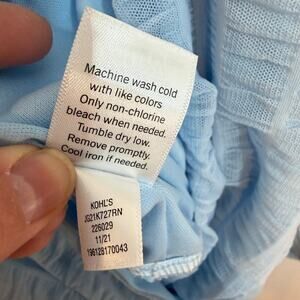 Machine wash cold
with like colors
Only non-chlorine
bleach when needed.
Tumble dry low.
Remove promptly.
Cool iron if needed.
KOHL'S
JG21K727RN
226029
11/21
196128170043